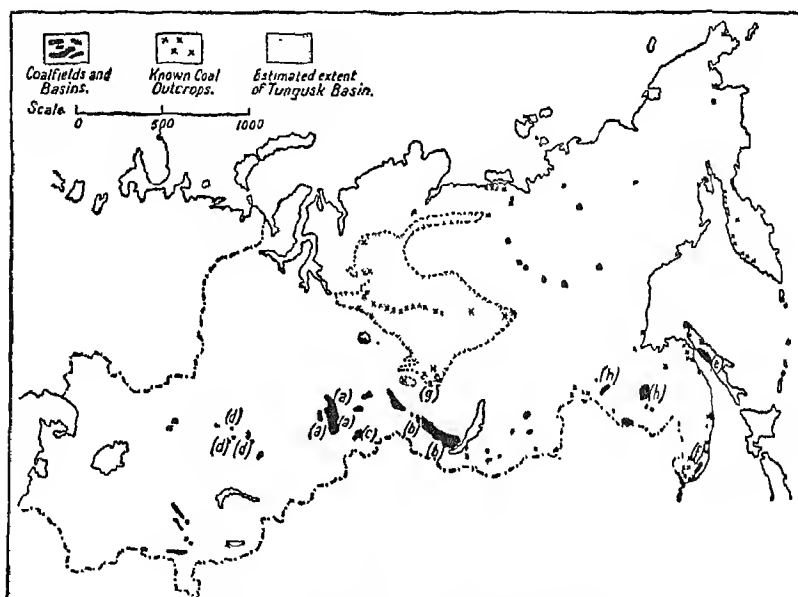 Coalfields and Basins.
Known Coal Outcrops.
Estimated extent of Tungusk Basin.
Scale
0 500 1000
(a)
(a) (a)
(b)
(b)
(c)
(d)
(d) (d)
(g)
(h)
(h)
(e)